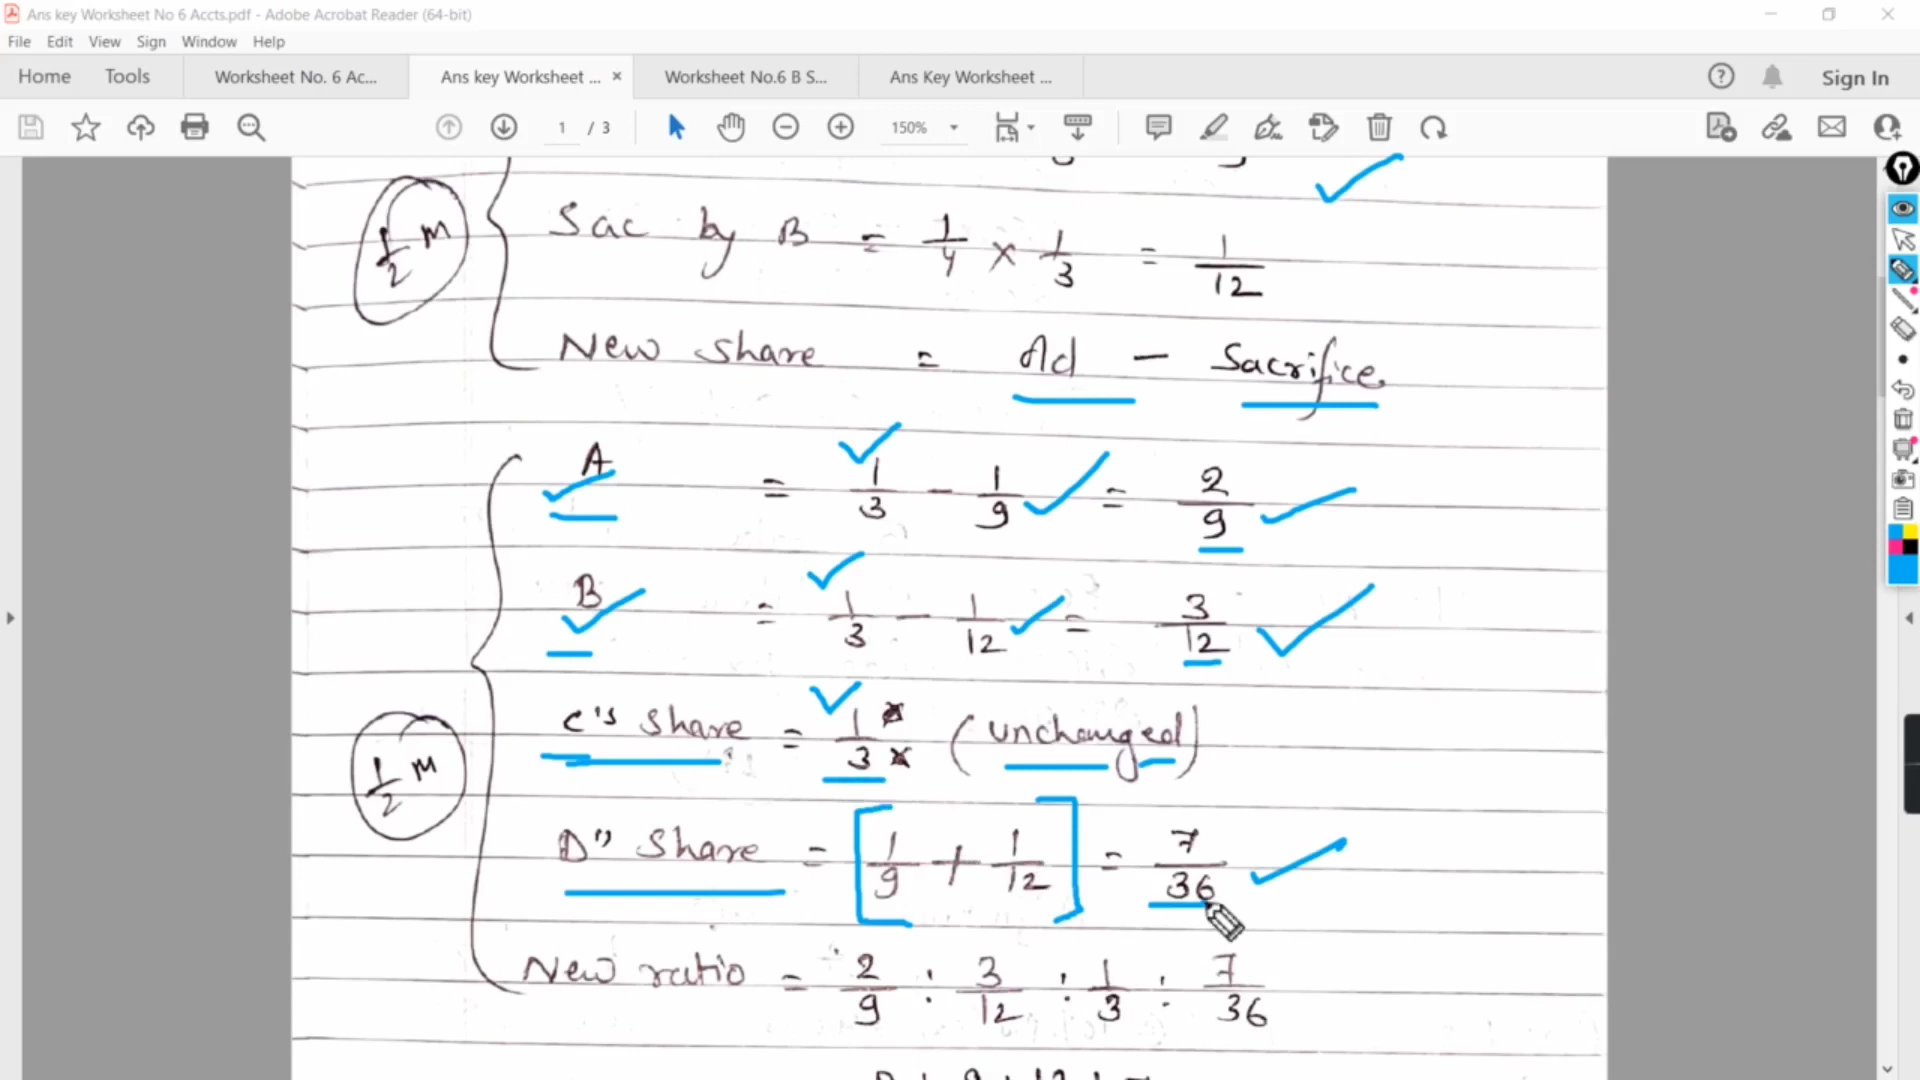 Ans key Worksheet No 6 Accts.pdf - Adobe Acrobat Reader (64-bit)
File Edit View Sign Window Help
Home Tools Worksheet No. 6 Ac... Ans key Worksheet ... × Worksheet No.6 B S... Ans Key Worksheet ... Sign In
1 / 3 150%
1/2 M
Sac by B = 1/4 × 1/3 = 1/12
New share = Old - Sacrifice
A = 1/3 - 1/9 = 2/9
B = 1/3 - 1/12 = 3/12
C's share = 1/3 (unchanged)
1/2 M
D's share = [1/9 + 1/12] = 7/36
New ratio = 2/9 : 3/12 : 1/3 : 7/36